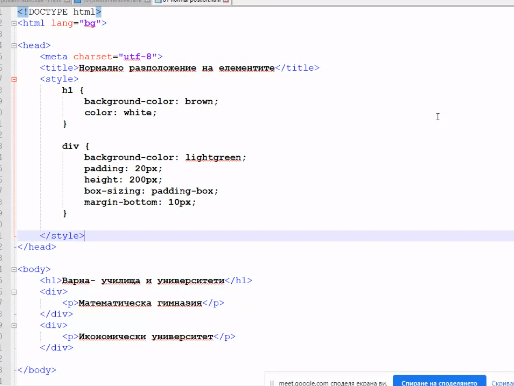 <!DOCTYPE html>
<html lang="bg">
<head>
<meta charset="utf-8">
<title>Нормално разположение на елементите</title>
<style>
h1 {
background-color: brown;
color: white;
}
div {
background-color: lightgreen;
padding: 20px;
height: 200px;
box-sizing: padding-box;
margin-bottom: 10px;
}
</style>
</head>
<body>
<h1>Варна- училища и университети</h1>
<div>
<p>Математическа гимназия</p>
</div>
<div>
<p>Икономически университет</p>
</div>
</body>
meet.google.com споделя екрана ви. Спиране на споделянето Скриван